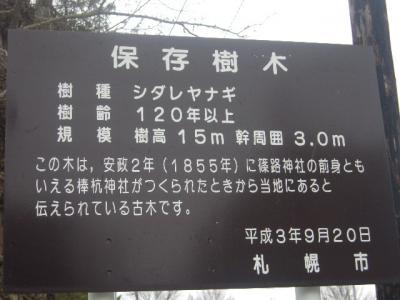 保存樹木
樹種 シダレヤナギ
樹齢 120年以上
規模 樹高 15m 幹周囲 3.0m
この木は,安政2年(1855年)に篠路神社の前身とも
いえる棒杭神社がつくられたときから当地にあると
伝えられている古木です。
平成3年9月20日
札幌市